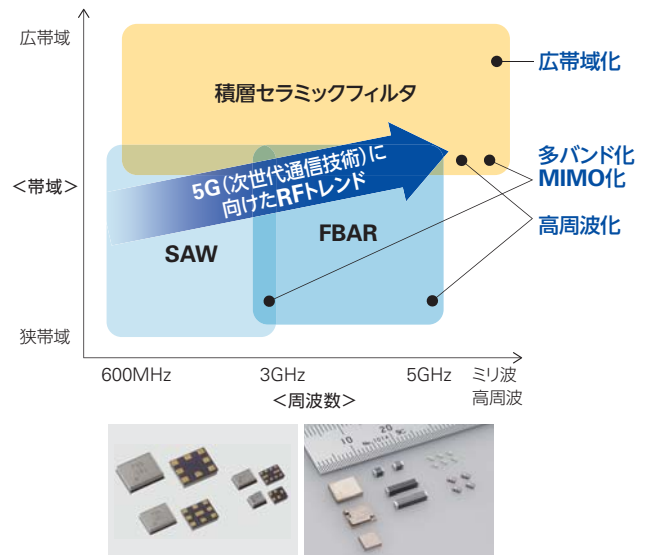 広帯域
積層セラミックフィルタ
広帯域化
多バンド化
MIMO化
<帯域>
5G(次世代通信技術)に
向けたRFトレンド
高周波化
SAW
FBAR
狭帯域
600MHz
3GHz
5GHz
ミリ波
高周波
<周波数>
10
20